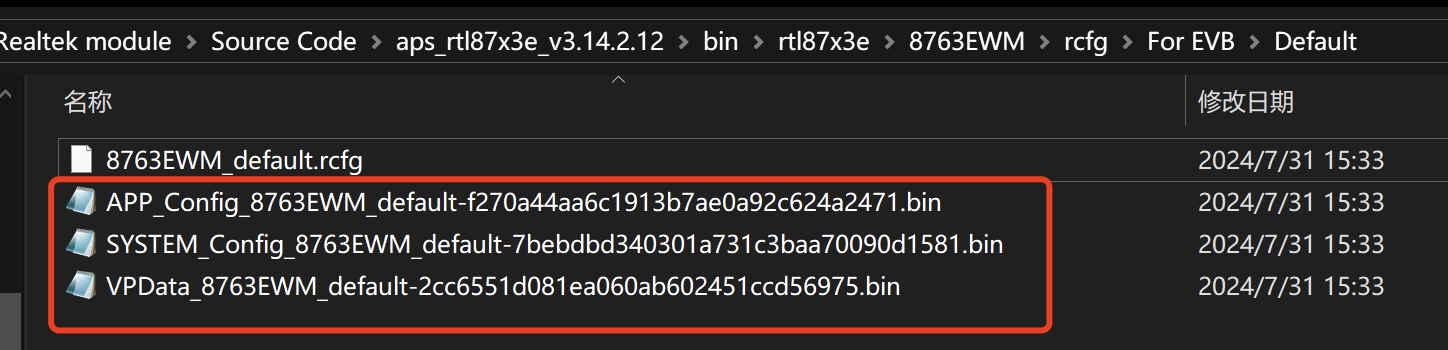 Realtek module > Source Code > aps_rtl87x3e_v3.14.2.12 > bin > rtl87x3e > 8763EWM > rcfg > For EVB > Default
名称 修改日期
8763EWM_default.rcfg 2024/7/31 15:33
APP_Config_8763EWM_default-f270a44aa6c1913b7ae0a92c624a2471.bin 2024/7/31 15:33
SYSTEM_Config_8763EWM_default-7bebdbd340301a731c3baa70090d1581.bin 2024/7/31 15:33
VPData_8763EWM_default-2cc6551d081ea060ab602451ccd56975.bin 2024/7/31 15:33